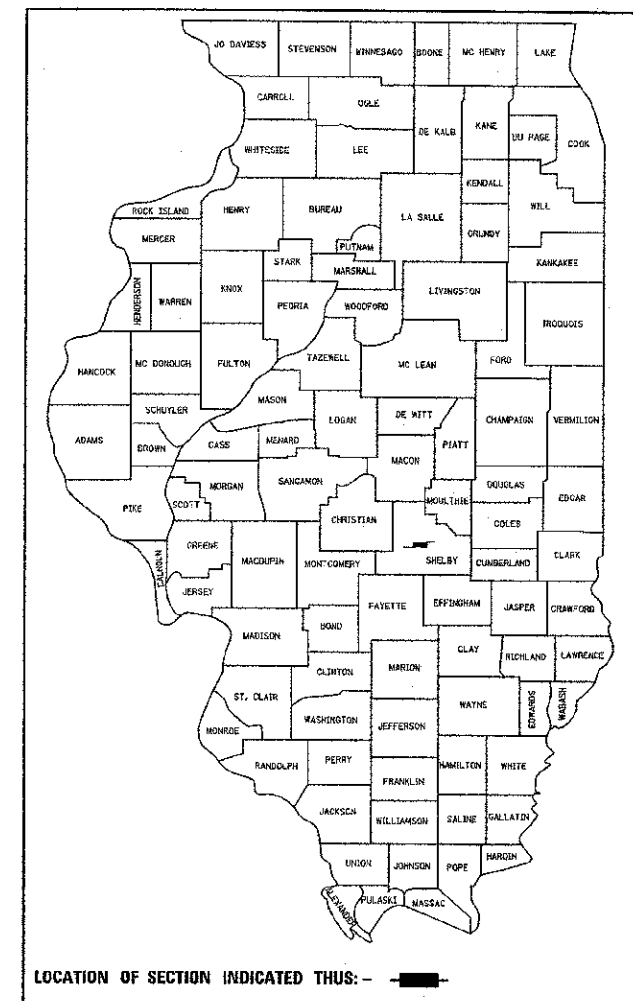 JO DAVIESS STEVENSON WINNEBAGO BOONE MC HENRY LAKE
CARROLL OGLE
DE KALB KANE DU PAGE COOK
WHITESIDE LEE
KENDALL
ROCK ISLAND HENRY BUREAU LA SALLE WILL
MERCER PUTNAM GRUNDY
STARK MARSHALL KANKAKEE
HENDERSON WARREN KNOX PEORIA WOODFORD LIVINGSTON IROQUOIS
HANCOCK MC DONOUGH FULTON TAZEWELL MC LEAN FORD
SCHUYLER MASON LOGAN DE WITT CHAMPAIGN VERMILION
ADAMS BROWN CASS MENARD MACON PIATT
PIKE SCOTT MORGAN SANGAMON MOULTRIE DOUGLAS EDGAR
CHRISTIAN COLES
GREENE MACOUPIN MONTGOMERY SHELBY CUMBERLAND CLARK
CALHOUN JERSEY FAYETTE EFFINGHAM JASPER CRAWFORD
MADISON BOND
CLAY RICHLAND LAWRENCE
CLINTON MARION
ST. CLAIR WAYNE EDWARDS WABASH
WASHINGTON JEFFERSON
MONROE
RANDOLPH PERRY HAMILTON WHITE
FRANKLIN
JACKSON WILLIAMSON SALINE GALLATIN
UNION JOHNSON POPE HARDIN
ALEXANDER PULASKI MASSAC
LOCATION OF SECTION INDICATED THUS: -